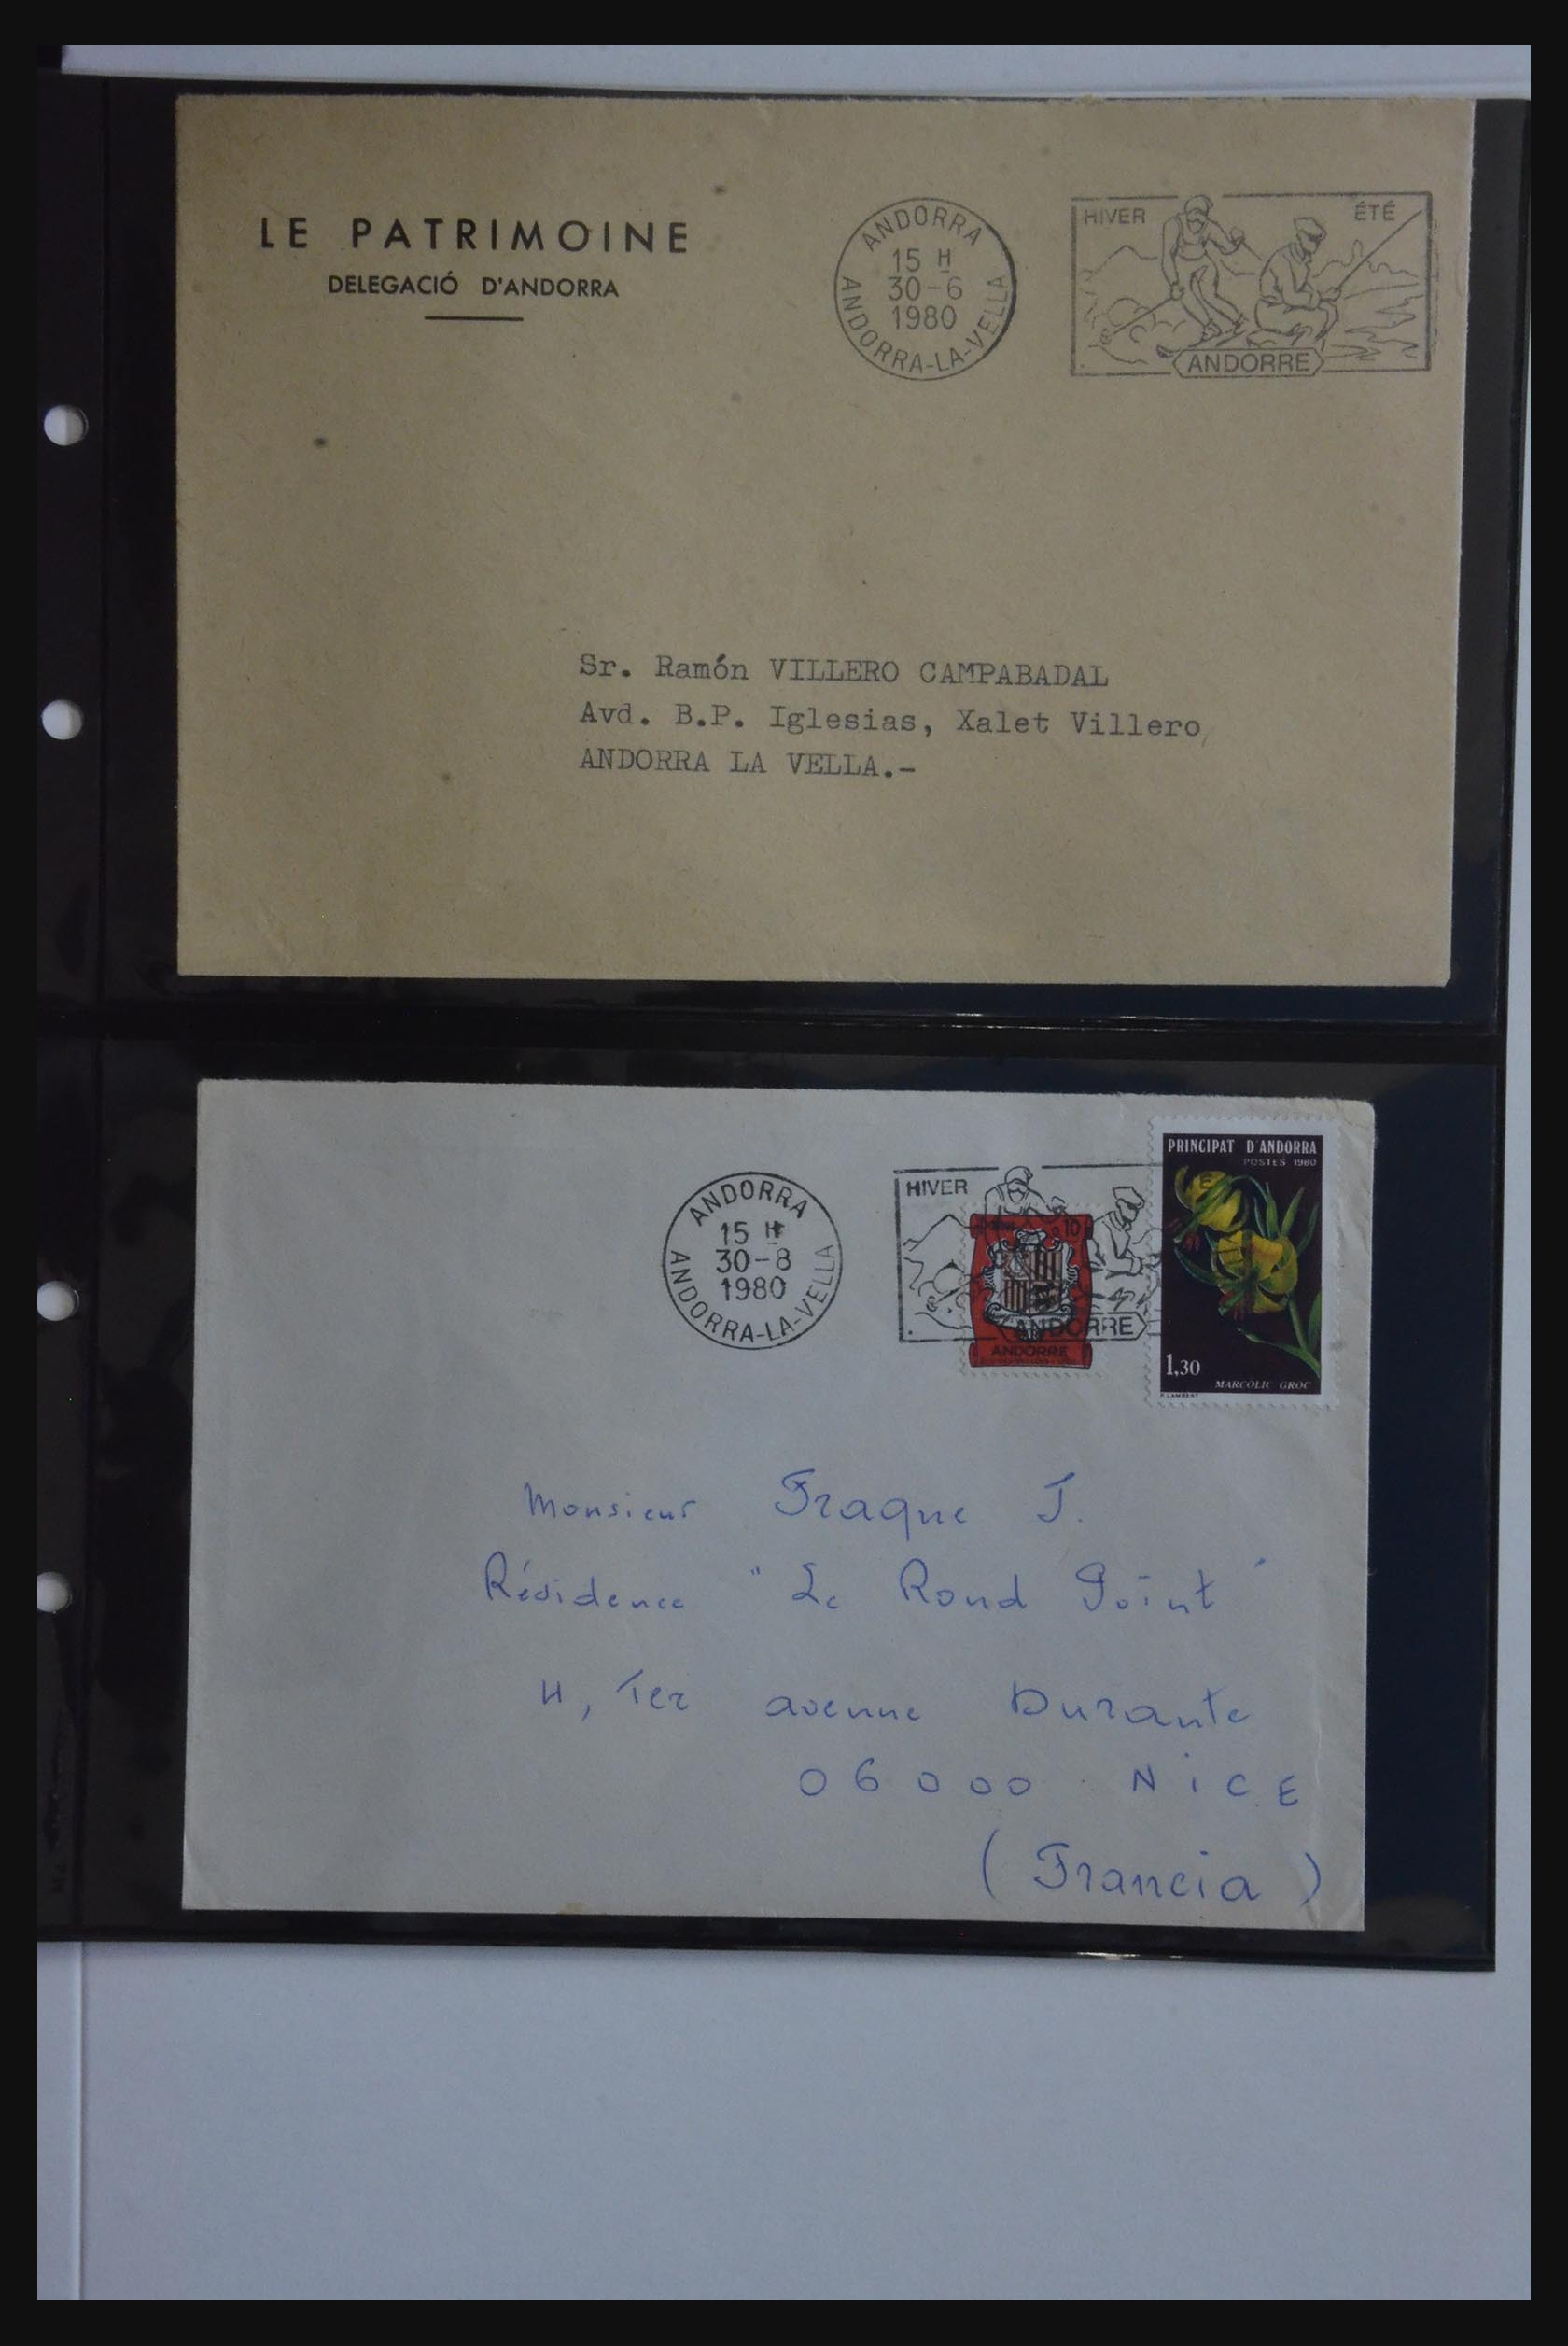 LE PATRIMOINE
DELEGACIÓ D'ANDORRA
ANDORRA
15 H
30-6
1980
ANDORRA-LA-VELLA
HIVER ÉTÉ
ANDORRE
Sr. Ramón VILLERO CAMPABADAL
Avd. B.P. Iglesias, Xalet Villero
ANDORRA LA VELLA.-
ANDORRA
15 H
30-8
1980
ANDORRA-LA-VELLA
HIVER
ANDORRE
10
ANDORRE
PRINCIPAT D'ANDORRA
POSTES 1980
1,30
MARCÒLIC GROC
P. LAMBERT
Monsieur Fraque J.
Résidence "Le Rond Point"
4, Ter avenue Durante
06000 NiCE
(Francia)